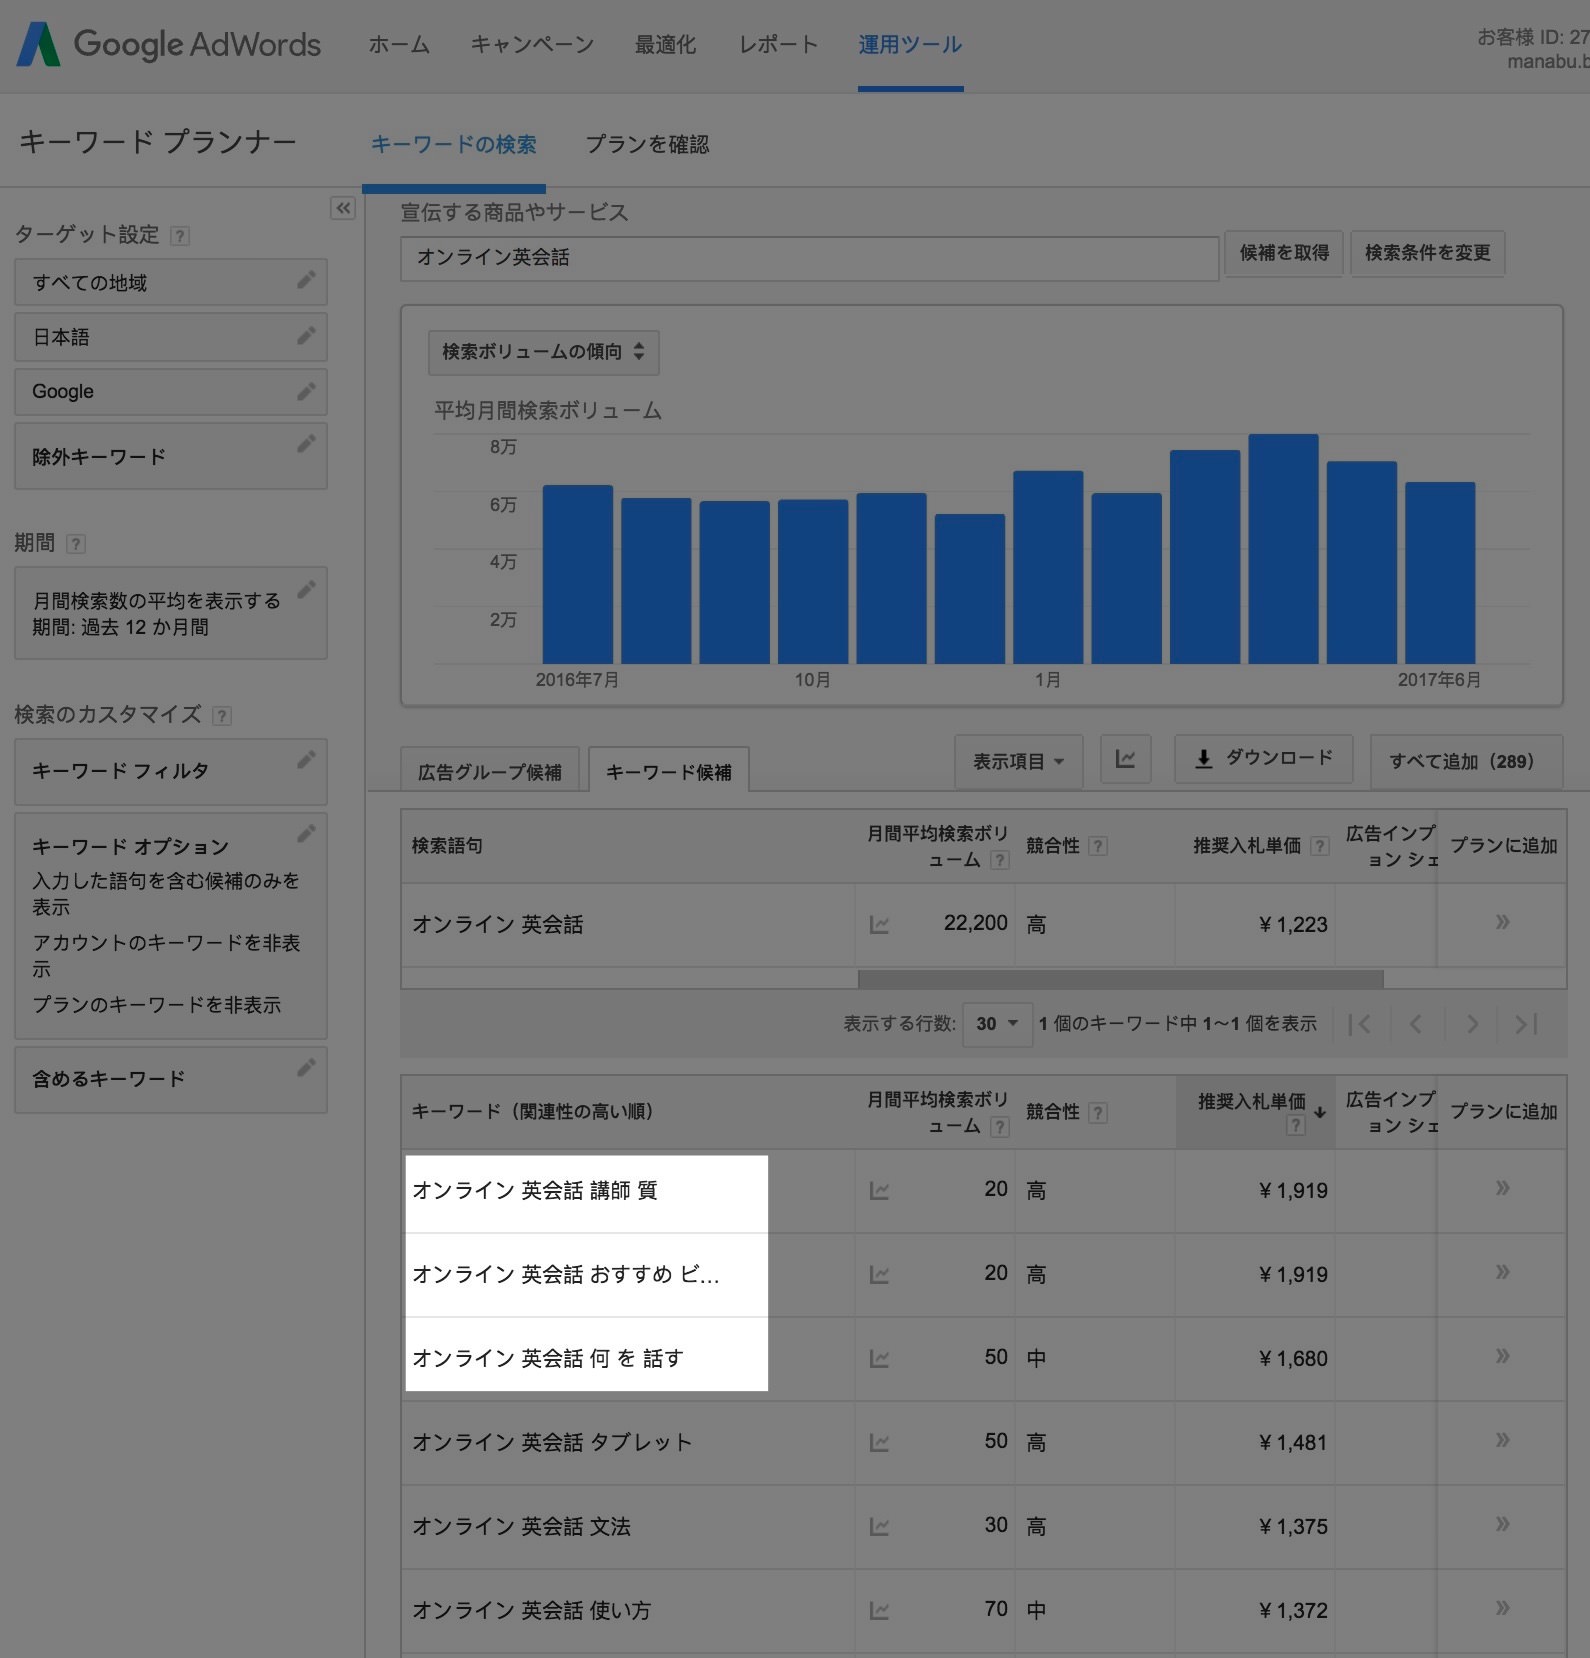 Google AdWords
ホーム
キャンペーン
最適化
レポート
運用ツール
お客様 ID: 27
manabu.b
キーワード プランナー
キーワードの検索
プランを確認
ターゲット設定 ?
すべての地域
日本語
Google
除外キーワード
期間 ?
月間検索数の平均を表示する
期間: 過去 12 か月間
検索のカスタマイズ ?
キーワード フィルタ
キーワード オプション
入力した語句を含む候補のみを
表示
アカウントのキーワードを非表
示
プランのキーワードを非表示
含めるキーワード
宣伝する商品やサービス
オンライン英会話
候補を取得
検索条件を変更
検索ボリュームの傾向
平均月間検索ボリューム
8万
6万
4万
2万
2016年7月
10月
1月
2017年6月
広告グループ候補
キーワード候補
表示項目
ダウンロード
すべて追加（289）
検索語句
月間平均検索ボリ
ューム ?
競合性 ?
推奨入札単価 ?
広告インプ
ョン シェ
プランに追加
オンライン 英会話
22,200
高
¥ 1,223
»
表示する行数: 30
1 個のキーワード中 1～1 個を表示
キーワード（関連性の高い順）
月間平均検索ボリ
ューム ?
競合性 ?
推奨入札単価
?
広告インプ
ョン シェ
プランに追加
オンライン 英会話 講師 質
20
高
¥ 1,919
»
オンライン 英会話 おすすめ ビ...
20
高
¥ 1,919
»
オンライン 英会話 何 を 話す
50
中
¥ 1,680
»
オンライン 英会話 タブレット
50
高
¥ 1,481
»
オンライン 英会話 文法
30
高
¥ 1,375
»
オンライン 英会話 使い方
70
中
¥ 1,372
»